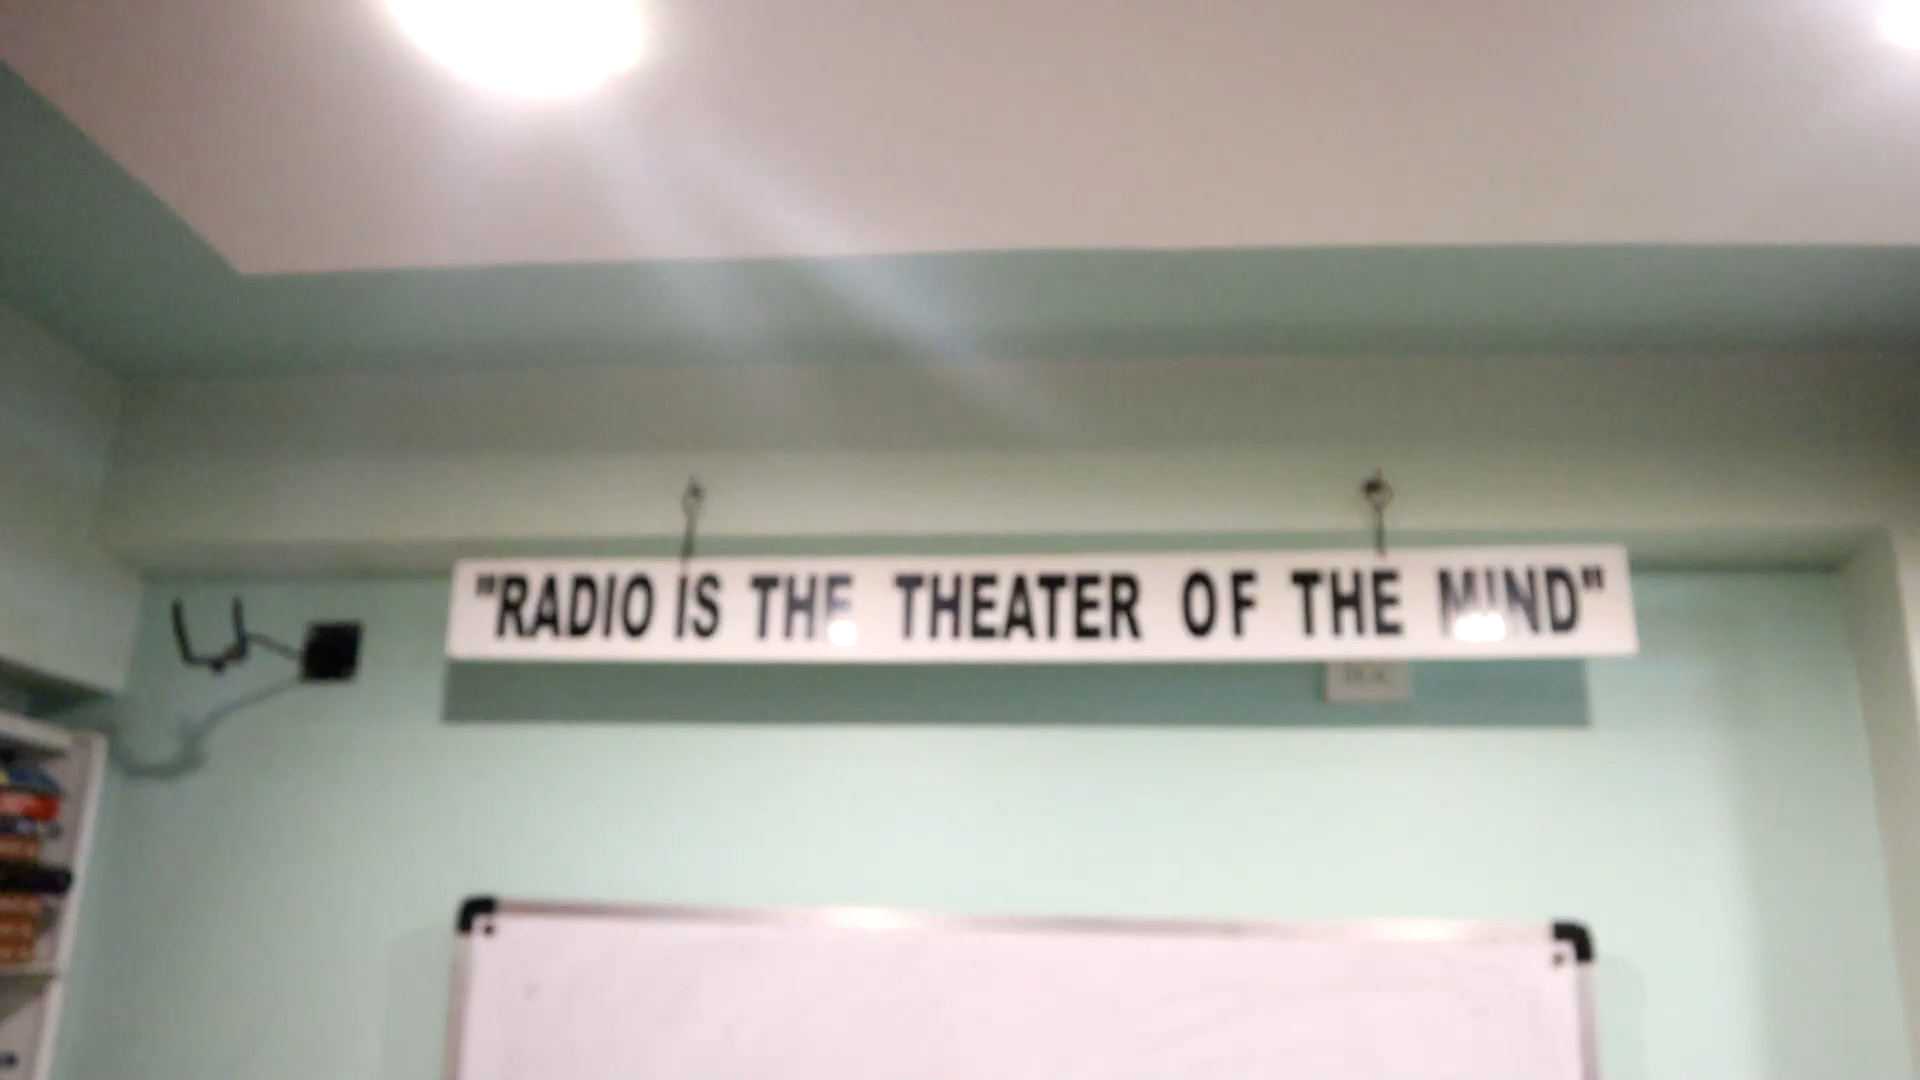 "RADIO IS THE THEATER OF THE MIND"